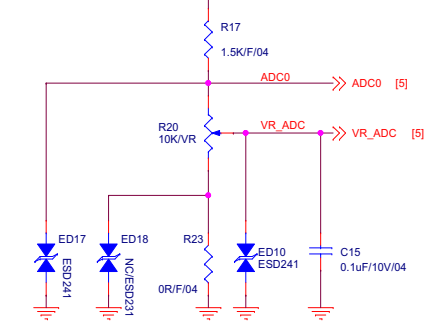 R17
1.5K/F/04
ADC0
ADC0 [5]
R20
10K/VR
VR_ADC
VR_ADC [5]
ED17
ESD241
ED18
NC/ESD231
R23
0R/F/04
ED10
ESD241
C15
0.1uF/10V/04